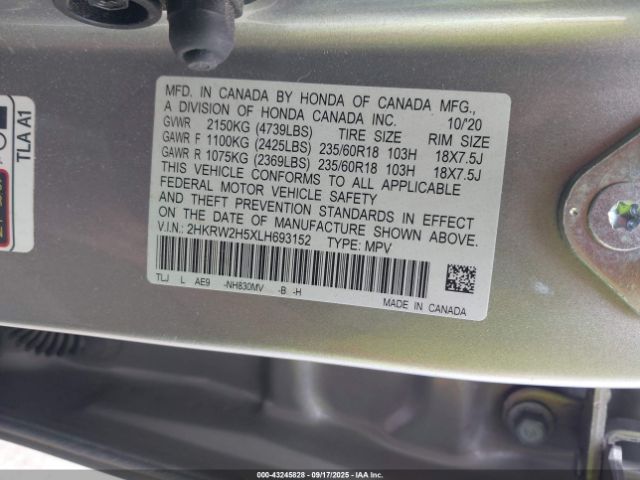 MFD. IN CANADA BY HONDA OF CANADA MFG.,
A DIVISION OF HONDA CANADA INC. 10/'20
GVWR 2150KG (4739LBS) TIRE SIZE RIM SIZE
GAWR F 1100KG (2425LBS) 235/60R18 103H 18X7.5J
GAWR R 1075KG (2369LBS) 235/60R18 103H 18X7.5J
THIS VEHICLE CONFORMS TO ALL APPLICABLE
FEDERAL MOTOR VEHICLE SAFETY
AND THEFT PREVENTION STANDARDS IN EFFECT
ON THE DATE OF MANUFACTURE SHOWN ABOVE.
V.I.N.: 2HKRW2H5XLH693152 TYPE: MPV
TLJ L AE9 -NH830MV -B -H
MADE IN CANADA
TLA A1
000-43245828 - 09/17/2025 - IAA Inc.